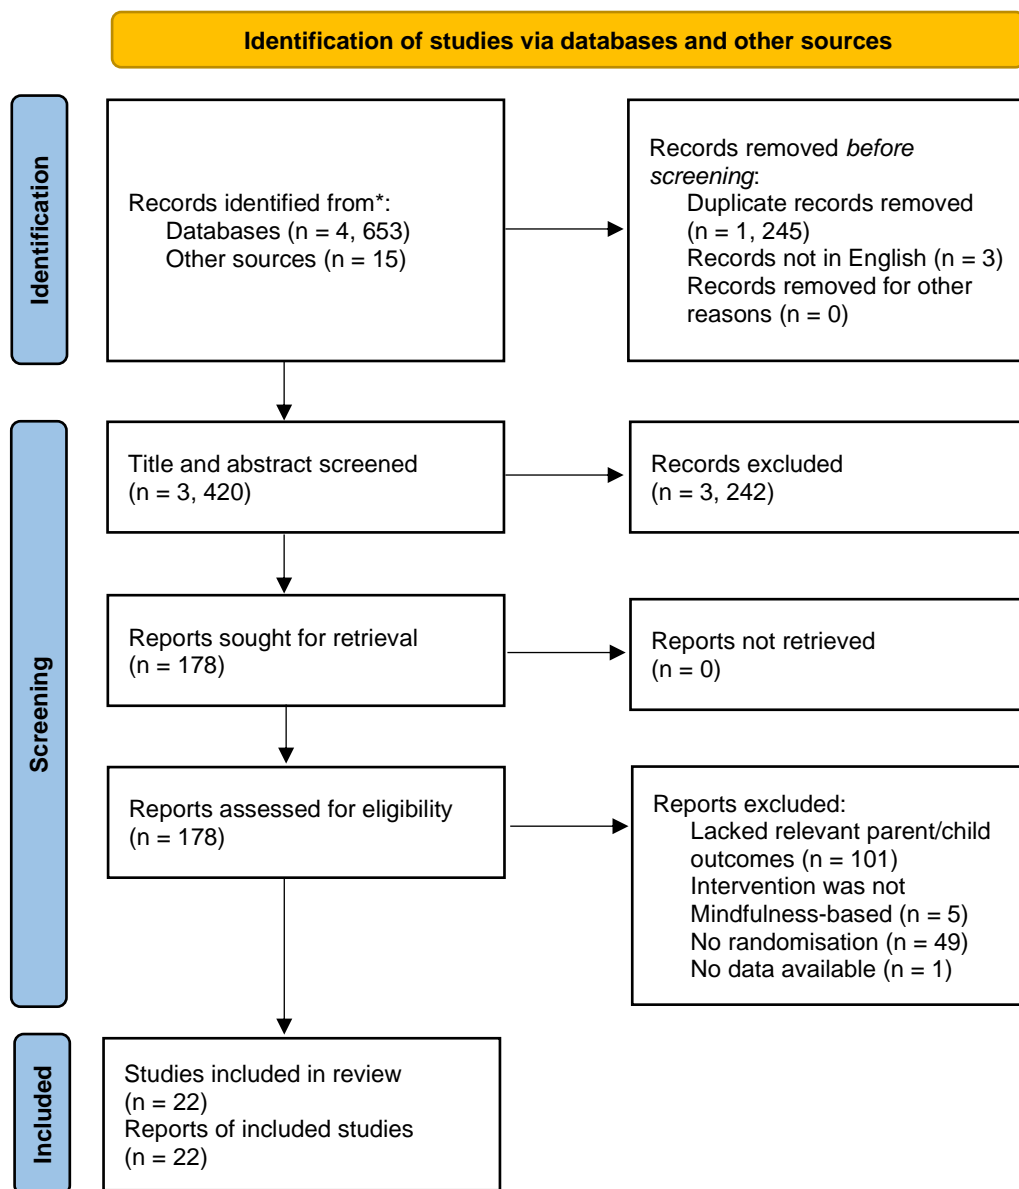 Identification of studies via databases and other sources
Identification
Records identified from*:
Databases (n = 4, 653)
Other sources (n = 15)
Records removed before
screening:
Duplicate records removed
(n = 1, 245)
Records not in English (n = 3)
Records removed for other
reasons (n = 0)
Screening
Title and abstract screened
(n = 3, 420)
Records excluded
(n = 3, 242)
Reports sought for retrieval
(n = 178)
Reports not retrieved
(n = 0)
Reports assessed for eligibility
(n = 178)
Reports excluded:
Lacked relevant parent/child
outcomes (n = 101)
Intervention was not
Mindfulness-based (n = 5)
No randomisation (n = 49)
No data available (n = 1)
Included
Studies included in review
(n = 22)
Reports of included studies
(n = 22)